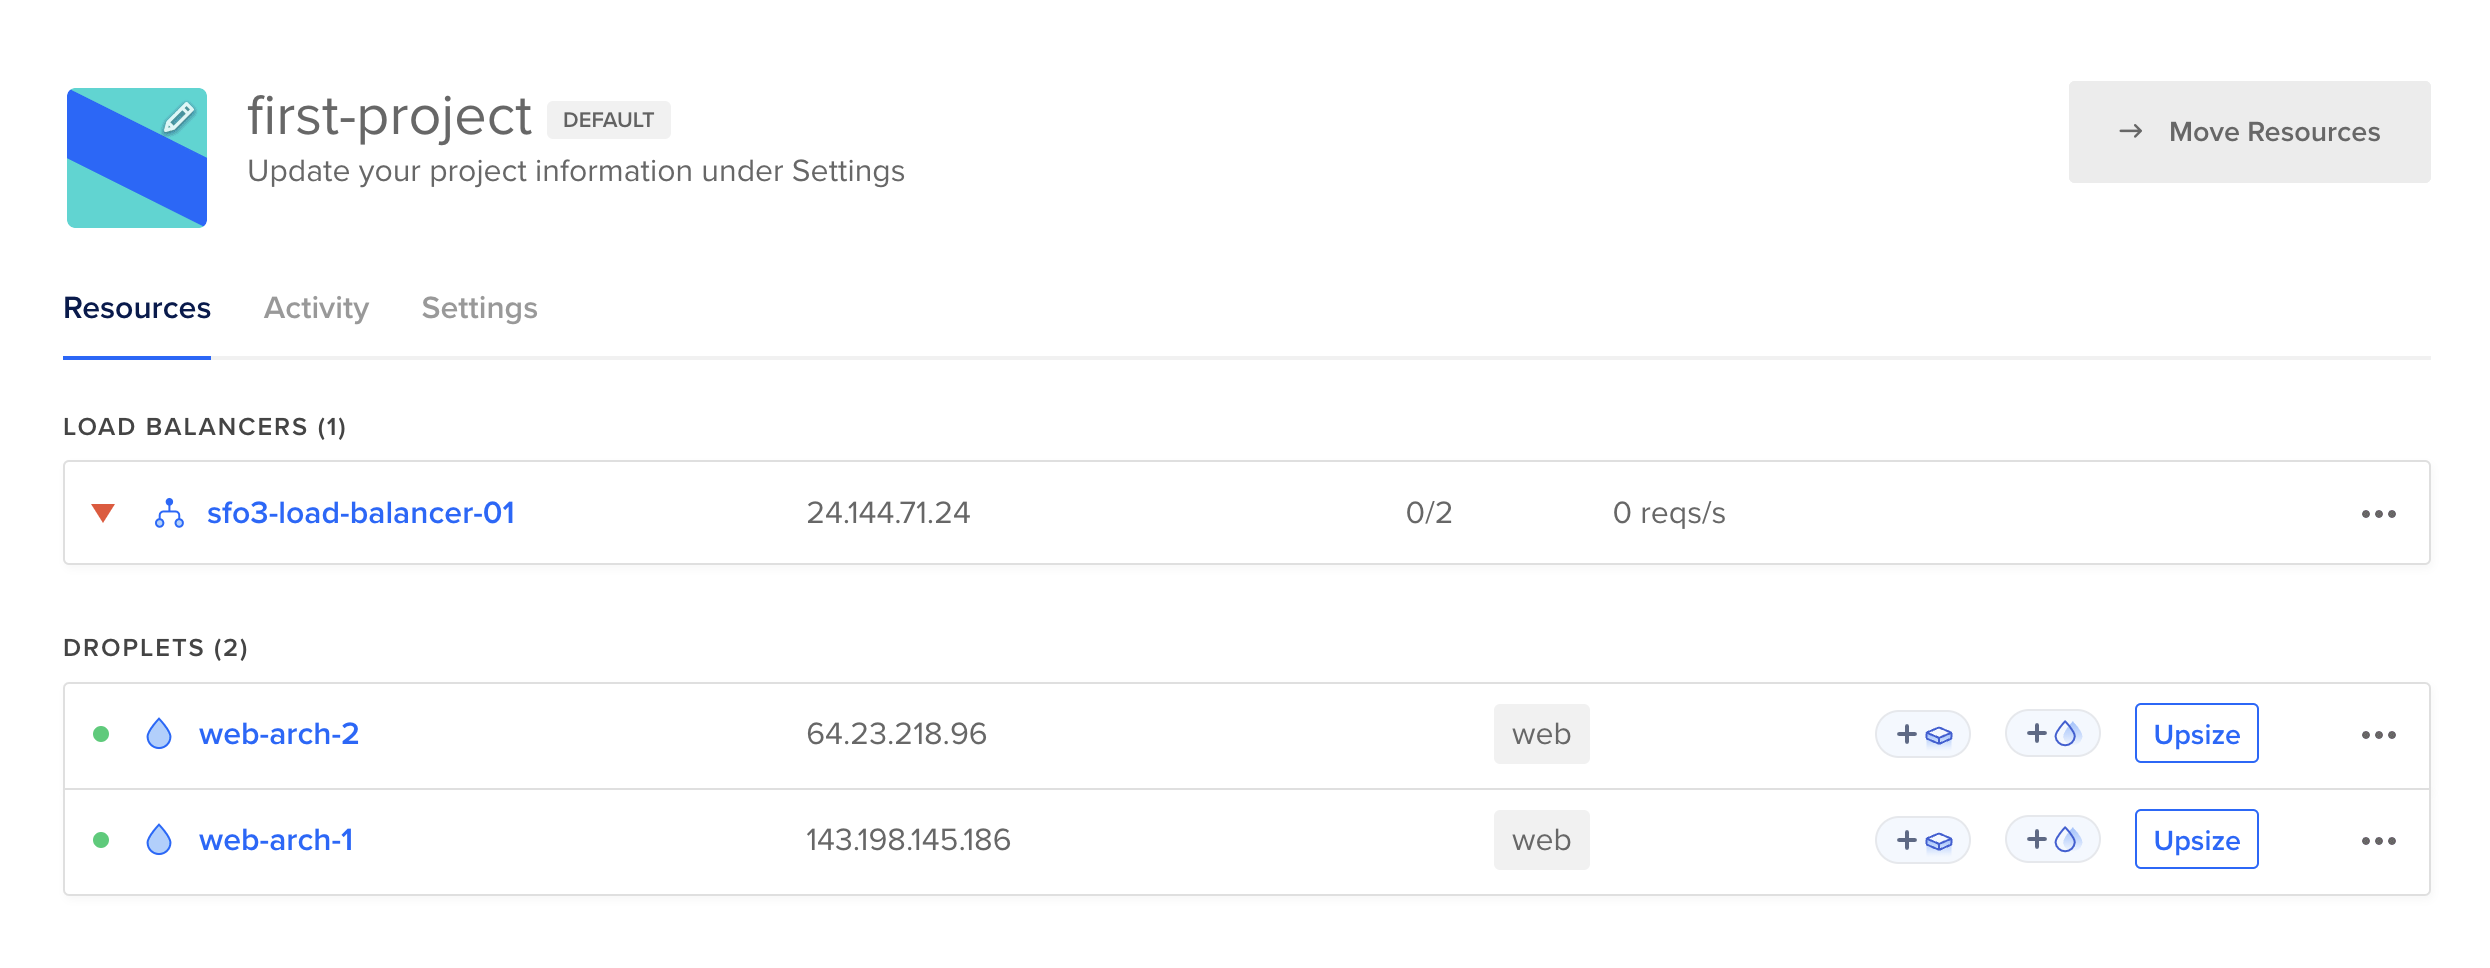 first-project DEFAULT
Update your project information under Settings
→ Move Resources
Resources Activity Settings
LOAD BALANCERS (1)
sfo3-load-balancer-01 24.144.71.24 0/2 0 reqs/s
DROPLETS (2)
web-arch-2 64.23.218.96 web Upsize
web-arch-1 143.198.145.186 web Upsize